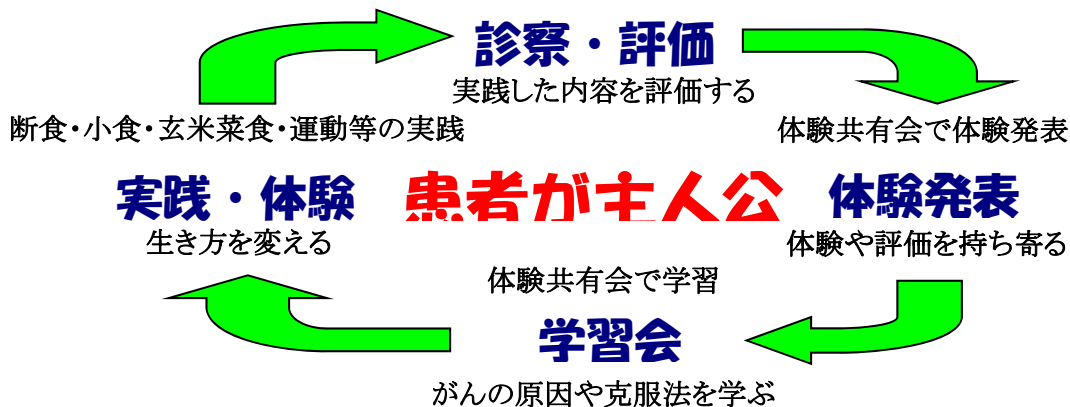 診察・評価
実践した内容を評価する
断食・小食・玄米菜食・運動等の実践
体験共有会で体験発表
実践・体験
患者が主人公
体験発表
生き方を変える
体験や評価を持ち寄る
体験共有会で学習
学習会
がんの原因や克服法を学ぶ